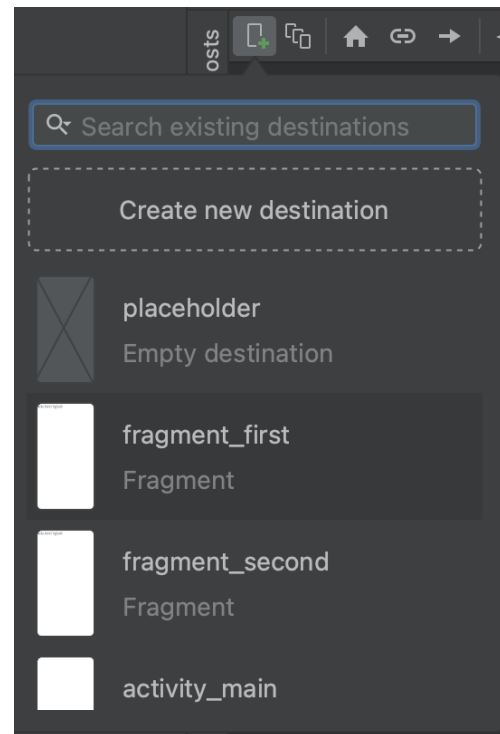 osts
Search existing destinations
Create new destination
placeholder
Empty destination
fragment_first
Fragment
fragment_second
Fragment
activity_main